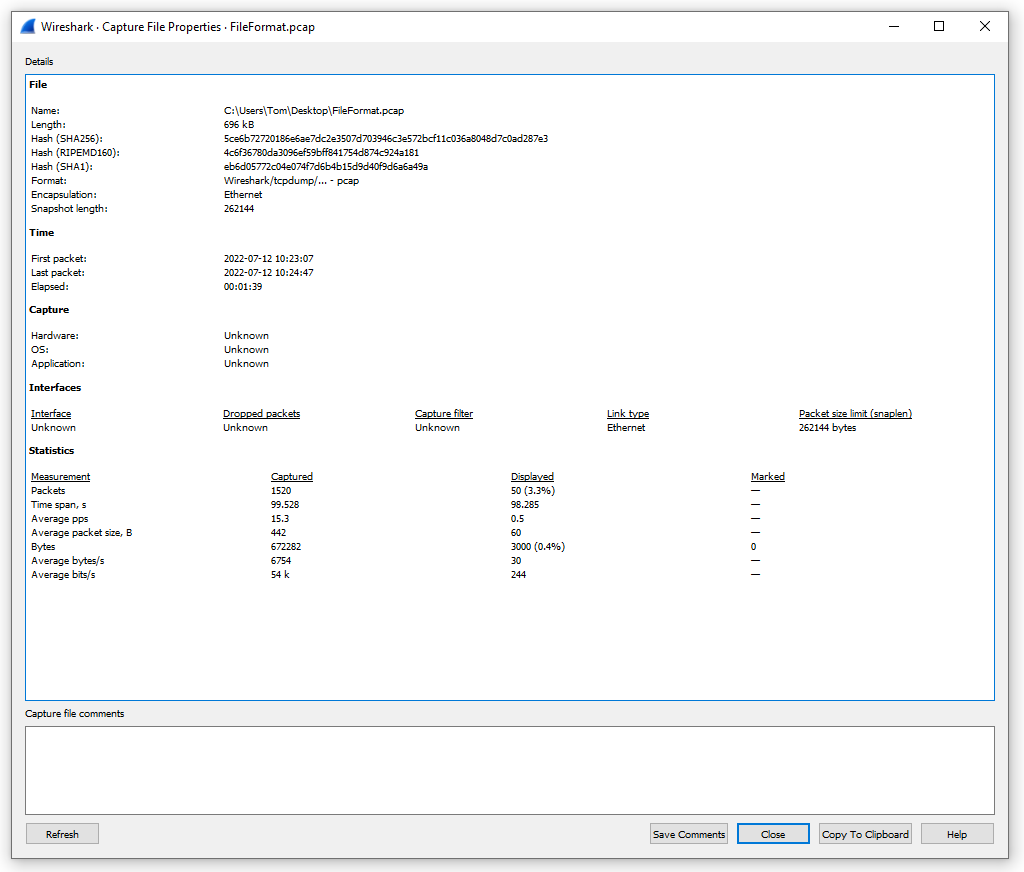 Wireshark · Capture File Properties · FileFormat.pcap
Details
File
Name: C:\Users\Tom\Desktop\FileFormat.pcap
Length: 696 kB
Hash (SHA256): 5ce6b72720186e6ae7dc2e3507d703946c3e572bcf11c036a8048d7c0ad287e3
Hash (RIPEMD160): 4c6f36780da3096ef59bff841754d874c924a181
Hash (SHA1): eb6d05772c04e074f7d6b4b15d9d40f9d6a6a49a
Format: Wireshark/tcpdump/... - pcap
Encapsulation: Ethernet
Snapshot length: 262144
Time
First packet: 2022-07-12 10:23:07
Last packet: 2022-07-12 10:24:47
Elapsed: 00:01:39
Capture
Hardware: Unknown
OS: Unknown
Application: Unknown
Interfaces
Interface Dropped packets Capture filter Link type Packet size limit (snaplen)
Unknown Unknown Unknown Ethernet 262144 bytes
Statistics
Measurement Captured Displayed Marked
Packets 1520 50 (3.3%) —
Time span, s 99.528 98.285 —
Average pps 15.3 0.5 —
Average packet size, B 442 60 —
Bytes 672282 3000 (0.4%) 0
Average bytes/s 6754 30 —
Average bits/s 54 k 244 —
Capture file comments
Refresh Save Comments Close Copy To Clipboard Help